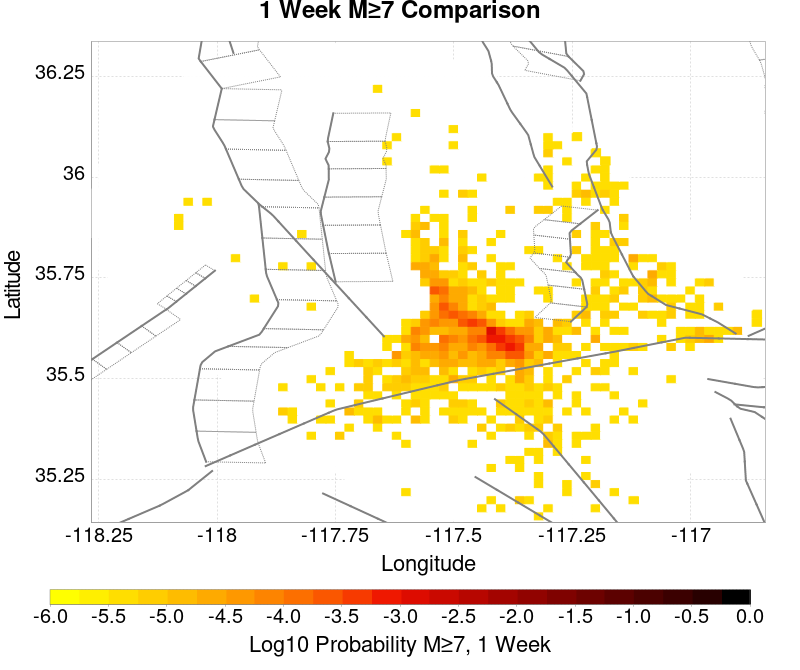 1 Week M≥7 Comparison
36.25
36
35.75
35.5
35.25
Latitude
-118.25 -118 -117.75 -117.5 -117.25 -117
Longitude
-6.0 -5.5 -5.0 -4.5 -4.0 -3.5 -3.0 -2.5 -2.0 -1.5 -1.0 -0.5 0.0
Log10 Probability M≥7, 1 Week